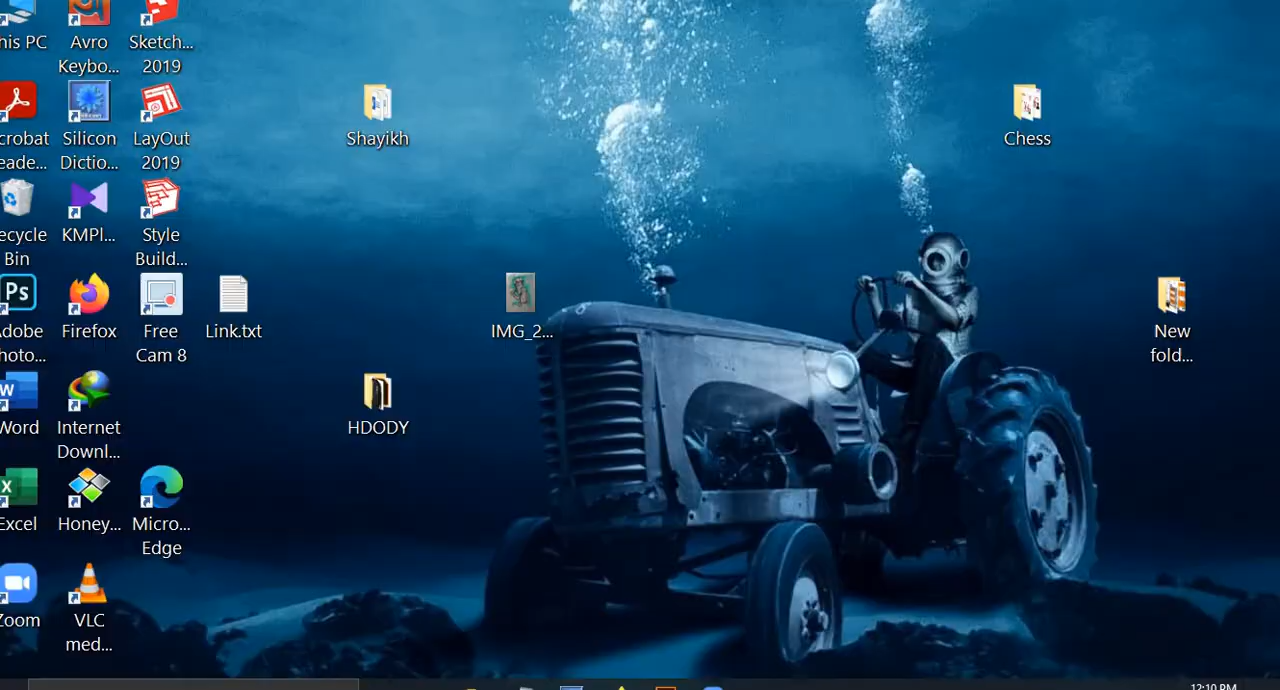 his PC
Avro
Keybo...
Sketch...
2019
crobat
eade...
Silicon
Dictio...
LayOut
2019
Shayikh
Chess
ecycle
Bin
KMPl...
Style
Build...
Ps
dobe
hoto...
Firefox
Free
Cam 8
Link.txt
IMG_2...
New
fold...
W
Word
Internet
Downl...
HDODY
X
Excel
Honey...
Micro...
Edge
Zoom
VLC
med...
12:10 PM